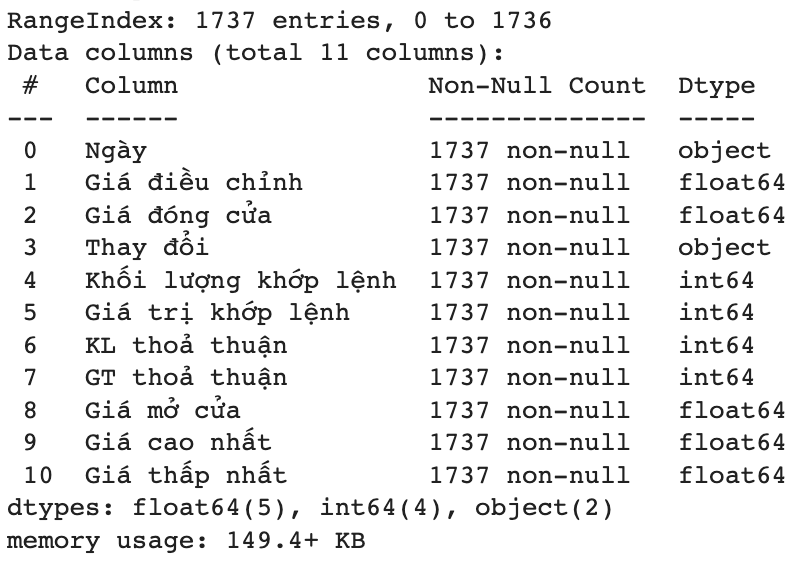 RangeIndex: 1737 entries, 0 to 1736
Data columns (total 11 columns):
 #   Column                Non-Null Count  Dtype
---  ------                --------------  -----
 0   Ngày                  1737 non-null   object
 1   Giá điều chỉnh        1737 non-null   float64
 2   Giá đóng cửa          1737 non-null   float64
 3   Thay đổi              1737 non-null   object
 4   Khối lượng khớp lệnh  1737 non-null   int64
 5   Giá trị khớp lệnh     1737 non-null   int64
 6   KL thoả thuận         1737 non-null   int64
 7   GT thoả thuận         1737 non-null   int64
 8   Giá mở cửa            1737 non-null   float64
 9   Giá cao nhất          1737 non-null   float64
 10  Giá thấp nhất         1737 non-null   float64
dtypes: float64(5), int64(4), object(2)
memory usage: 149.4+ KB